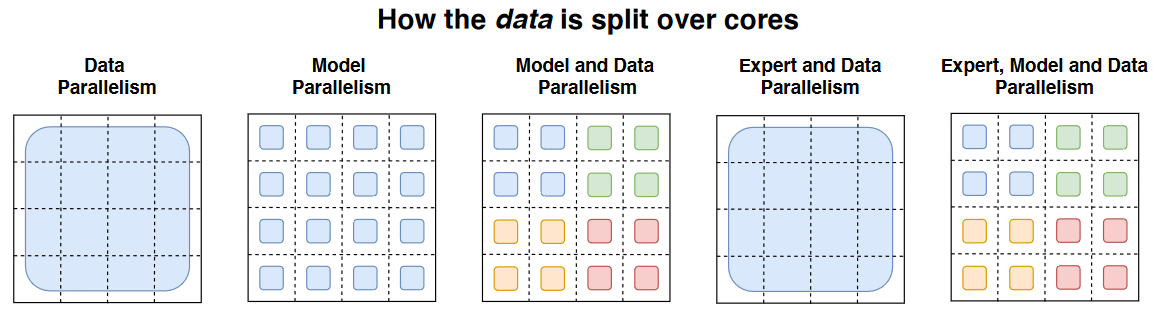 How the data is split over cores
Data
Parallelism
Model
Parallelism
Model and Data
Parallelism
Expert and Data
Parallelism
Expert, Model and Data
Parallelism